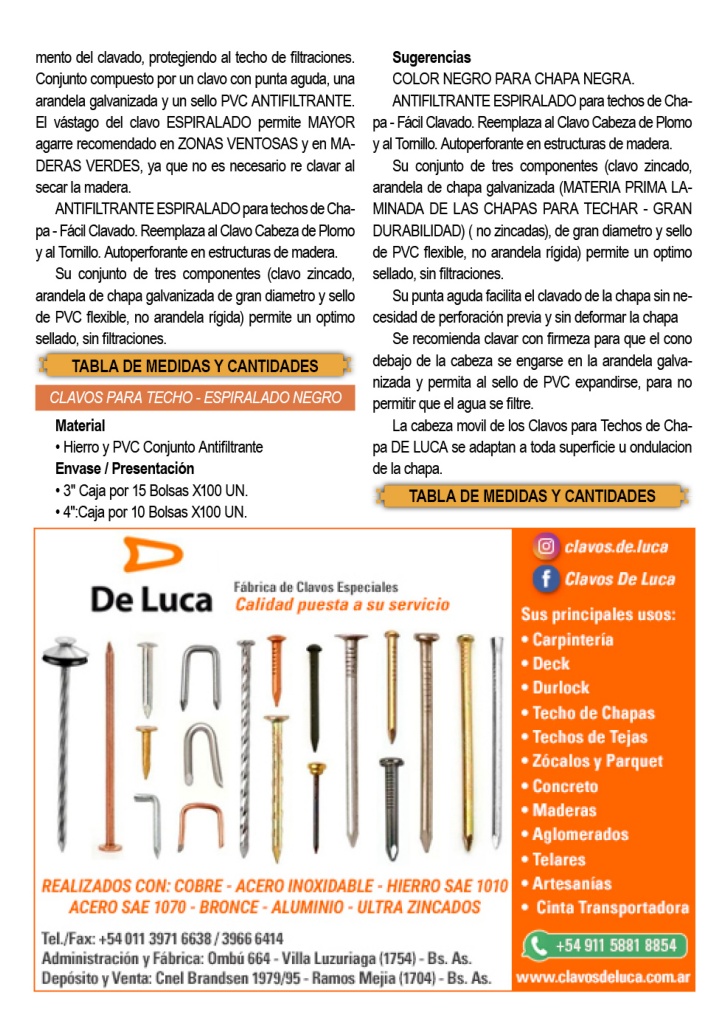 mento del clavado, protegiendo al techo de filtraciones.
Conjunto compuesto por un clavo con punta aguda, una
arandela galvanizada y un sello PVC ANTIFILTRANTE.
El vástago del clavo ESPIRALADO permite MAYOR
agarre recomendado en ZONAS VENTOSAS y en MA-
DERAS VERDES, ya que no es necesario re clavar al
secar la madera.
ANTIFILTRANTE ESPIRALADO para techos de Cha-
pa - Fácil Clavado. Reemplaza al Clavo Cabeza de Plomo
y al Tornillo. Autoperforante en estructuras de madera.
Su conjunto de tres componentes (clavo zincado,
arandela de chapa galvanizada de gran diametro y sello
de PVC flexible, no arandela rígida) permite un optimo
sellado, sin filtraciones.
TABLA DE MEDIDAS Y CANTIDADES
CLAVOS PARA TECHO - ESPIRALADO NEGRO
Material
• Hierro y PVC Conjunto Antifiltrante
Envase / Presentación
• 3" Caja por 15 Bolsas X100 UN.
• 4":Caja por 10 Bolsas X100 UN.
Sugerencias
COLOR NEGRO PARA CHAPA NEGRA.
ANTIFILTRANTE ESPIRALADO para techos de Cha-
pa - Fácil Clavado. Reemplaza al Clavo Cabeza de Plomo
y al Tornillo. Autoperforante en estructuras de madera.
Su conjunto de tres componentes (clavo zincado,
arandela de chapa galvanizada (MATERIA PRIMA LA-
MINADA DE LAS CHAPAS PARA TECHAR - GRAN
DURABILIDAD) ( no zincadas), de gran diametro y sello
de PVC flexible, no arandela rígida) permite un optimo
sellado, sin filtraciones.
Su punta aguda facilita el clavado de la chapa sin ne-
cesidad de perforación previa y sin deformar la chapa
Se recomienda clavar con firmeza para que el cono
debajo de la cabeza se engarse en la arandela galva-
nizada y permita al sello de PVC expandirse, para no
permitir que el agua se filtre.
La cabeza movil de los Clavos para Techos de Cha-
pa DE LUCA se adaptan a toda superficie u ondulacion
de la chapa.
TABLA DE MEDIDAS Y CANTIDADES
De Luca
Fábrica de Clavos Especiales
Calidad puesta a su servicio
REALIZADOS CON: COBRE - ACERO INOXIDABLE - HIERRO SAE 1010
ACERO SAE 1070 - BRONCE - ALUMINIO - ULTRA ZINCADOS
Tel./Fax: +54 011 3971 6638 / 3966 6414
Administración y Fábrica: Ombú 664 - Villa Luzuriaga (1754) - Bs. As.
Depósito y Venta: Cnel Brandsen 1979/95 - Ramos Mejia (1704) - Bs. As.
clavos.de.luca
Clavos De Luca
Sus principales usos:
• Carpintería
• Deck
• Durlock
• Techo de Chapas
• Techos de Tejas
• Zócalos y Parquet
• Concreto
• Maderas
• Aglomerados
• Telares
• Artesanías
• Cinta Transportadora
+54 911 5881 8854
www.clavosdeluca.com.ar